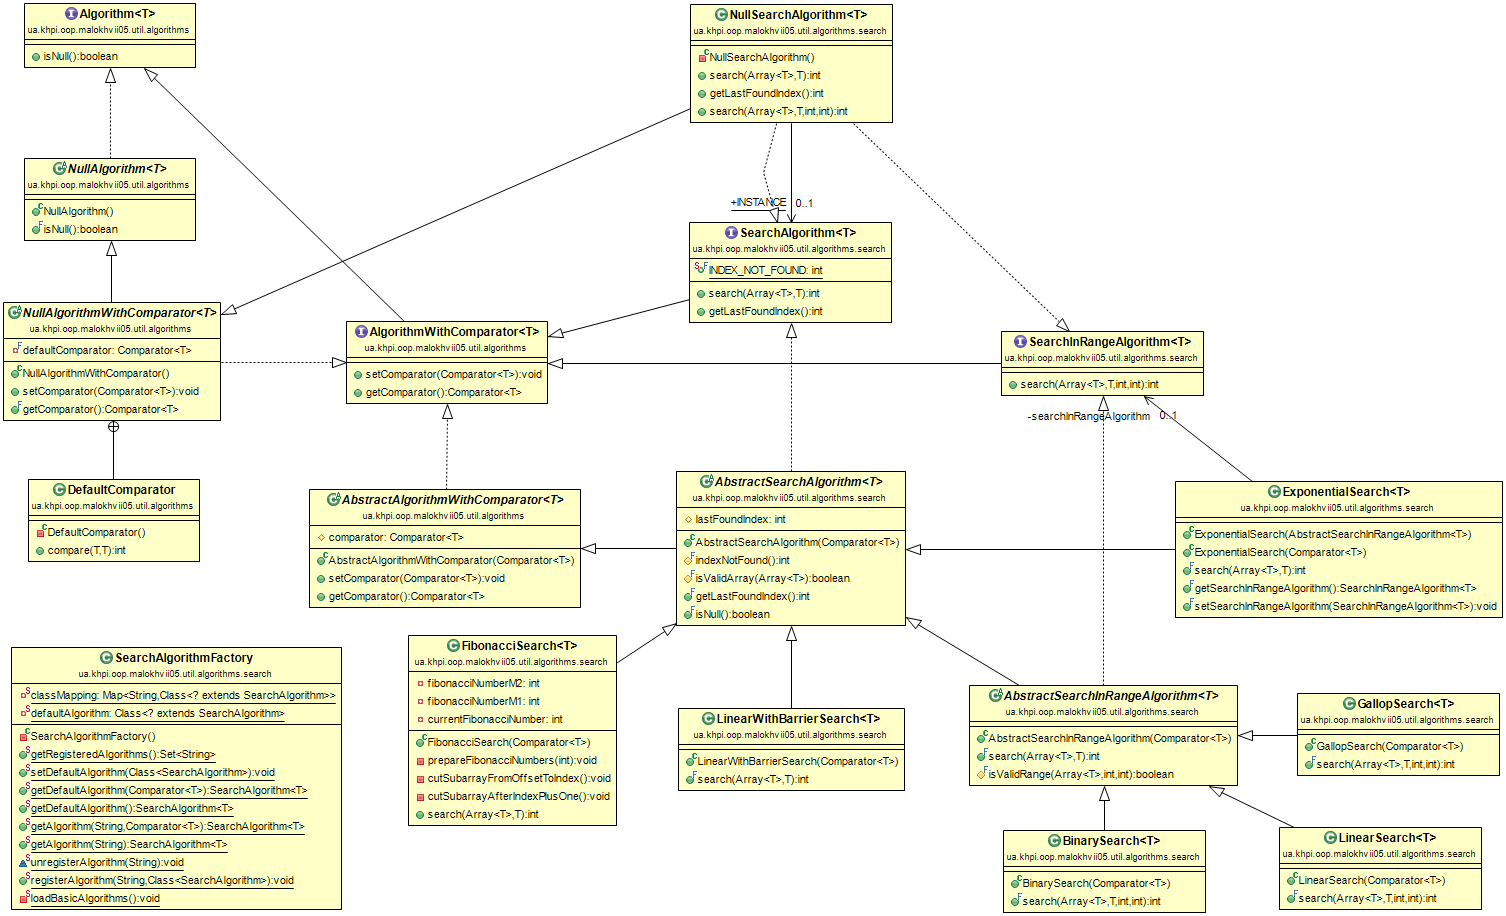 Algorithm<T>
ua.khpi.oop.malokhvii05.util.algorithms
isNull():boolean
NullSearchAlgorithm<T>
ua.khpi.oop.malokhvii05.util.algorithms.search
NullSearchAlgorithm()
search(Array<T>,T):int
getLastFoundIndex():int
search(Array<T>,T,int,int):int
NullAlgorithm<T>
ua.khpi.oop.malokhvii05.util.algorithms
NullAlgorithm()
isNull():boolean
+INSTANCE 0..1
SearchAlgorithm<T>
ua.khpi.oop.malokhvii05.util.algorithms.search
INDEX_NOT_FOUND: int
search(Array<T>,T):int
getLastFoundIndex():int
NullAlgorithmWithComparator<T>
ua.khpi.oop.malokhvii05.util.algorithms
defaultComparator: Comparator<T>
NullAlgorithmWithComparator()
setComparator(Comparator<T>):void
getComparator():Comparator<T>
AlgorithmWithComparator<T>
ua.khpi.oop.malokhvii05.util.algorithms
setComparator(Comparator<T>):void
getComparator():Comparator<T>
SearchInRangeAlgorithm<T>
ua.khpi.oop.malokhvii05.util.algorithms.search
search(Array<T>,T,int,int):int
-searchInRangeAlgorithm 0..1
DefaultComparator
ua.khpi.oop.malokhvii05.util.algorithms
DefaultComparator()
compare(T,T):int
AbstractAlgorithmWithComparator<T>
ua.khpi.oop.malokhvii05.util.algorithms
comparator: Comparator<T>
AbstractAlgorithmWithComparator(Comparator<T>)
setComparator(Comparator<T>):void
getComparator():Comparator<T>
AbstractSearchAlgorithm<T>
ua.khpi.oop.malokhvii05.util.algorithms.search
lastFoundIndex: int
AbstractSearchAlgorithm(Comparator<T>)
indexNotFound():int
isValidArray(Array<T>):boolean
getLastFoundIndex():int
isNull():boolean
ExponentialSearch<T>
ua.khpi.oop.malokhvii05.util.algorithms.search
ExponentialSearch(AbstractSearchInRangeAlgorithm<T>)
ExponentialSearch(Comparator<T>)
search(Array<T>,T):int
getSearchInRangeAlgorithm():SearchInRangeAlgorithm<T>
setSearchInRangeAlgorithm(SearchInRangeAlgorithm<T>):void
SearchAlgorithmFactory
ua.khpi.oop.malokhvii05.util.algorithms.search
classMapping: Map<String,Class<? extends SearchAlgorithm>>
defaultAlgorithm: Class<? extends SearchAlgorithm>
SearchAlgorithmFactory()
getRegisteredAlgorithms():Set<String>
setDefaultAlgorithm(Class<SearchAlgorithm>):void
getDefaultAlgorithm(Comparator<T>):SearchAlgorithm<T>
getDefaultAlgorithm():SearchAlgorithm<T>
getAlgorithm(String,Comparator<T>):SearchAlgorithm<T>
getAlgorithm(String):SearchAlgorithm<T>
unregisterAlgorithm(String):void
registerAlgorithm(String,Class<SearchAlgorithm>):void
loadBasicAlgorithms():void
FibonacciSearch<T>
ua.khpi.oop.malokhvii05.util.algorithms.search
fibonacciNumberM2: int
fibonacciNumberM1: int
currentFibonacciNumber: int
FibonacciSearch(Comparator<T>)
prepareFibonacciNumbers(int):void
cutSubarrayFromOffsetToIndex():void
cutSubarrayAfterIndexPlusOne():void
search(Array<T>,T):int
LinearWithBarrierSearch<T>
ua.khpi.oop.malokhvii05.util.algorithms.search
LinearWithBarrierSearch(Comparator<T>)
search(Array<T>,T):int
AbstractSearchInRangeAlgorithm<T>
ua.khpi.oop.malokhvii05.util.algorithms.search
AbstractSearchInRangeAlgorithm(Comparator<T>)
search(Array<T>,T):int
isValidRange(Array<T>,int,int):boolean
GallopSearch<T>
ua.khpi.oop.malokhvii05.util.algorithms.search
GallopSearch(Comparator<T>)
search(Array<T>,T,int,int):int
BinarySearch<T>
ua.khpi.oop.malokhvii05.util.algorithms.search
BinarySearch(Comparator<T>)
search(Array<T>,T,int,int):int
LinearSearch<T>
ua.khpi.oop.malokhvii05.util.algorithms.search
LinearSearch(Comparator<T>)
search(Array<T>,T,int,int):int